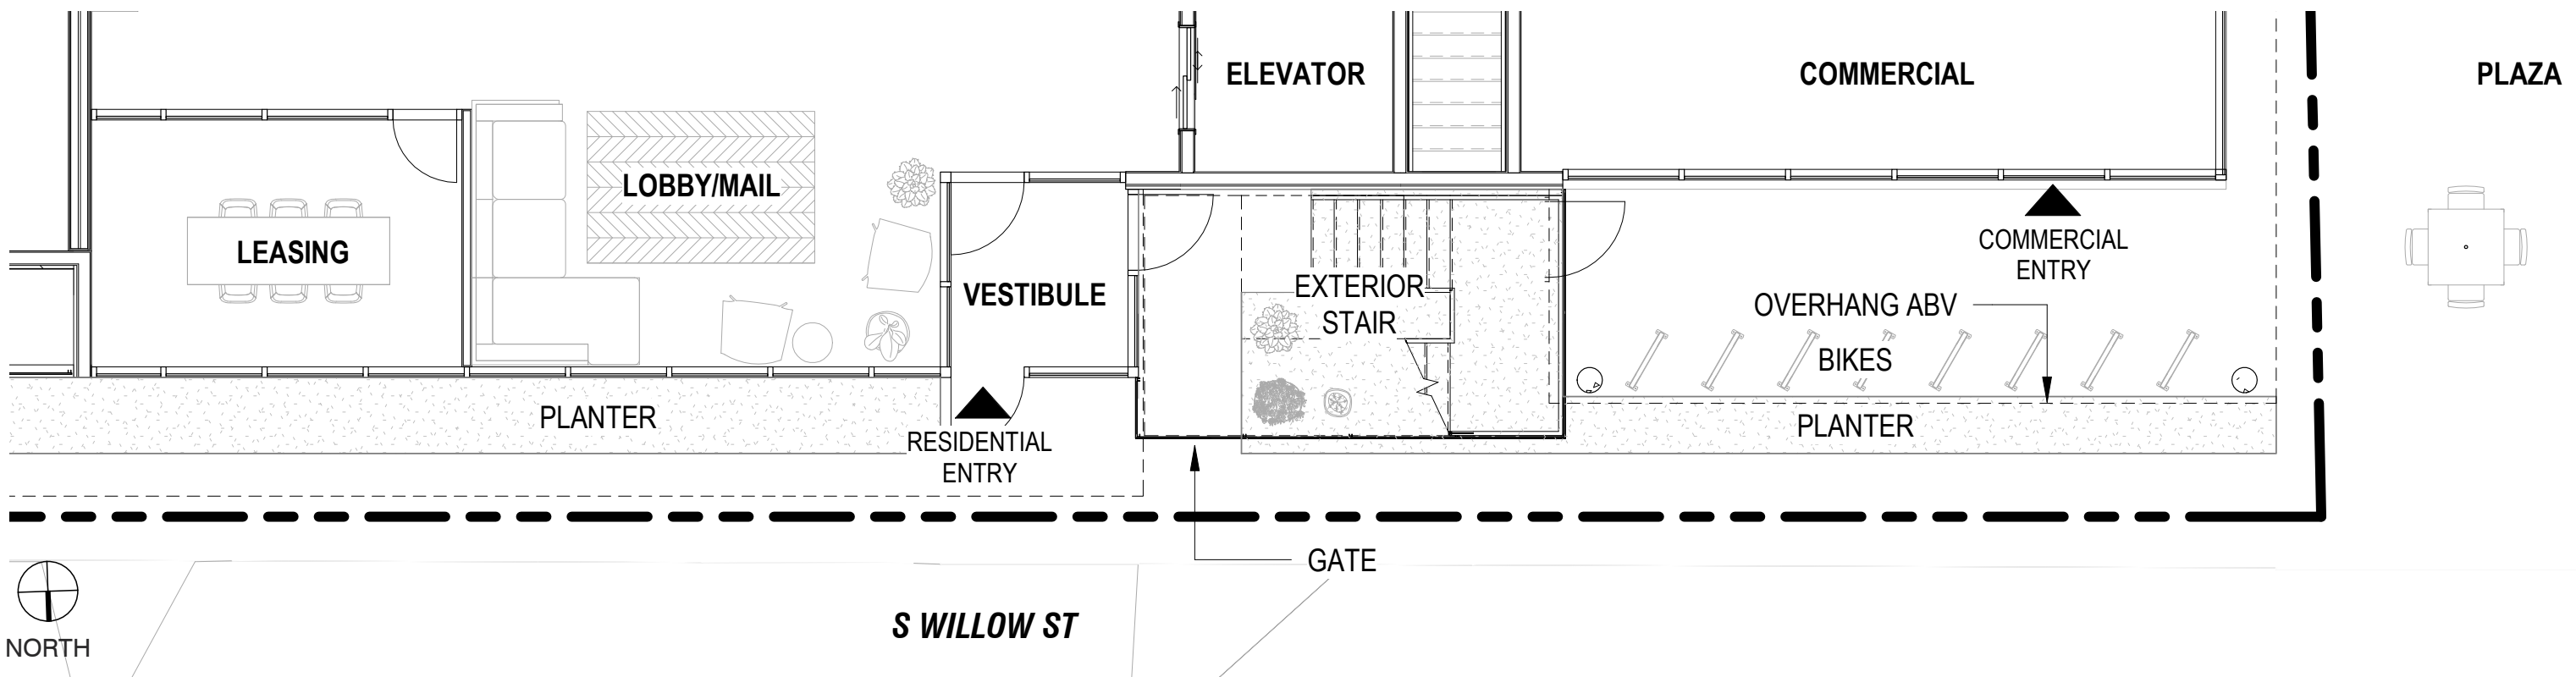 ELEVATOR
COMMERCIAL
PLAZA
LOBBY/MAIL
LEASING
VESTIBULE
EXTERIOR
STAIR
COMMERCIAL
ENTRY
OVERHANG ABV
BIKES
PLANTER
RESIDENTIAL
ENTRY
PLANTER
GATE
S WILLOW ST
NORTH